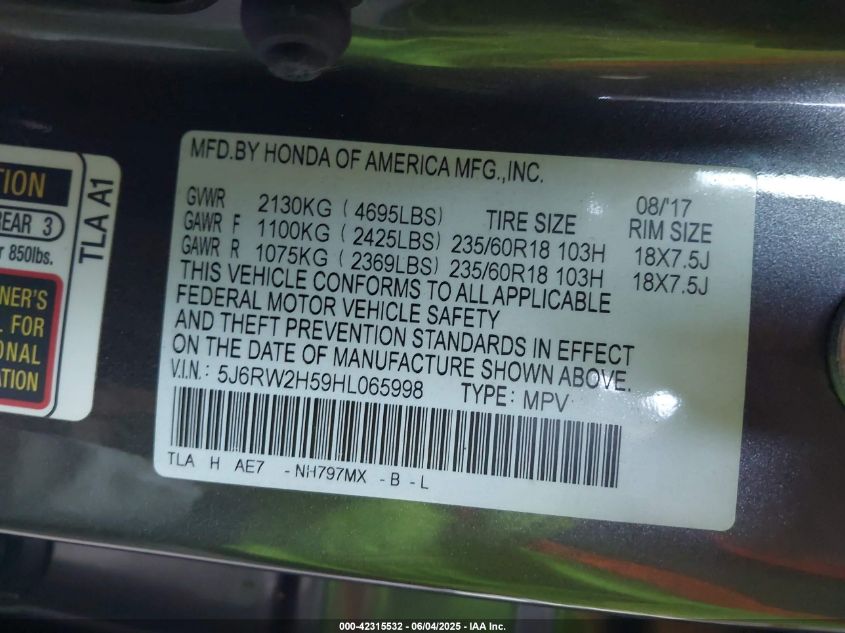 TION
REAR 3
r 850lbs.
NER'S
L FOR
ONAL
ATION
TLA A1
MFD.BY HONDA OF AMERICA MFG.,INC.
GVWR 2130KG ( 4695LBS) TIRE SIZE 08/'17 RIM SIZE
GAWR F 1100KG ( 2425LBS) 235/60R18 103H 18X7.5J
GAWR R 1075KG ( 2369LBS) 235/60R18 103H 18X7.5J
THIS VEHICLE CONFORMS TO ALL APPLICABLE
FEDERAL MOTOR VEHICLE SAFETY
AND THEFT PREVENTION STANDARDS IN EFFECT
ON THE DATE OF MANUFACTURE SHOWN ABOVE.
V.I.N.: 5J6RW2H59HL065998 TYPE: MPV
TLA H AE7 -NH797MX -B -L
000-42315532 - 06/04/2025 - IAA Inc.